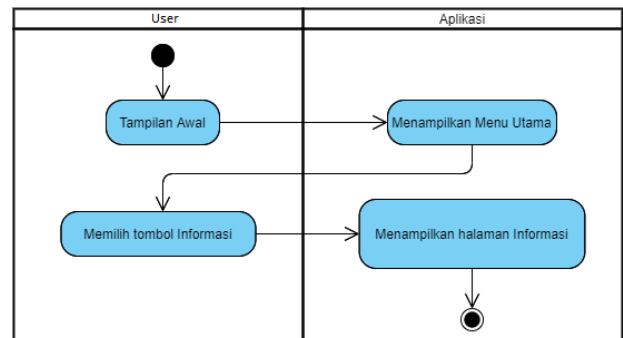 User
Aplikasi
Tampilan Awal
Menampilkan Menu Utama
Memilih tombol Informasi
Menampilkan halaman Informasi